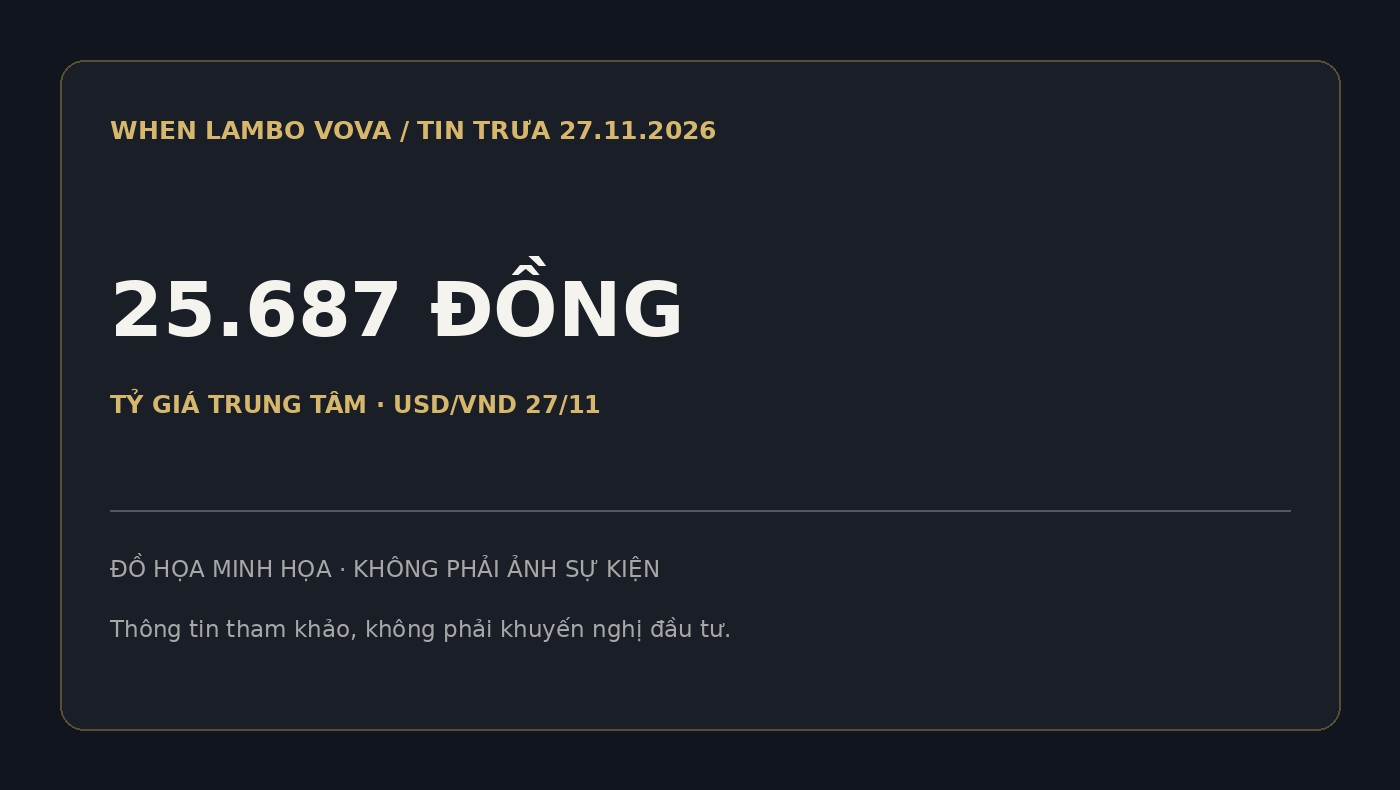 WHEN LAMBO VOVA / TIN TRƯA 27.11.2026
25.687 ĐỒNG
TỶ GIÁ TRUNG TÂM · USD/VND 27/11
ĐỒ HỌA MINH HỌA · KHÔNG PHẢI ẢNH SỰ KIỆN
Thông tin tham khảo, không phải khuyến nghị đầu tư.